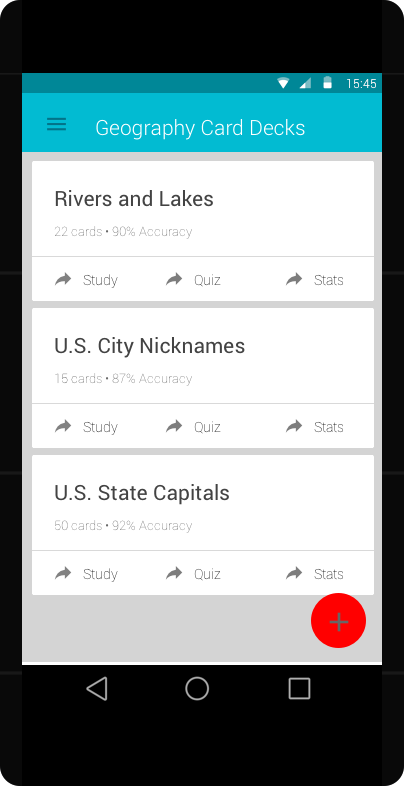 15:45
Geography Card Decks
Rivers and Lakes
22 cards • 90% Accuracy
Study Quiz Stats
U.S. City Nicknames
15 cards • 87% Accuracy
Study Quiz Stats
U.S. State Capitals
50 cards • 92% Accuracy
Study Quiz Stats
+